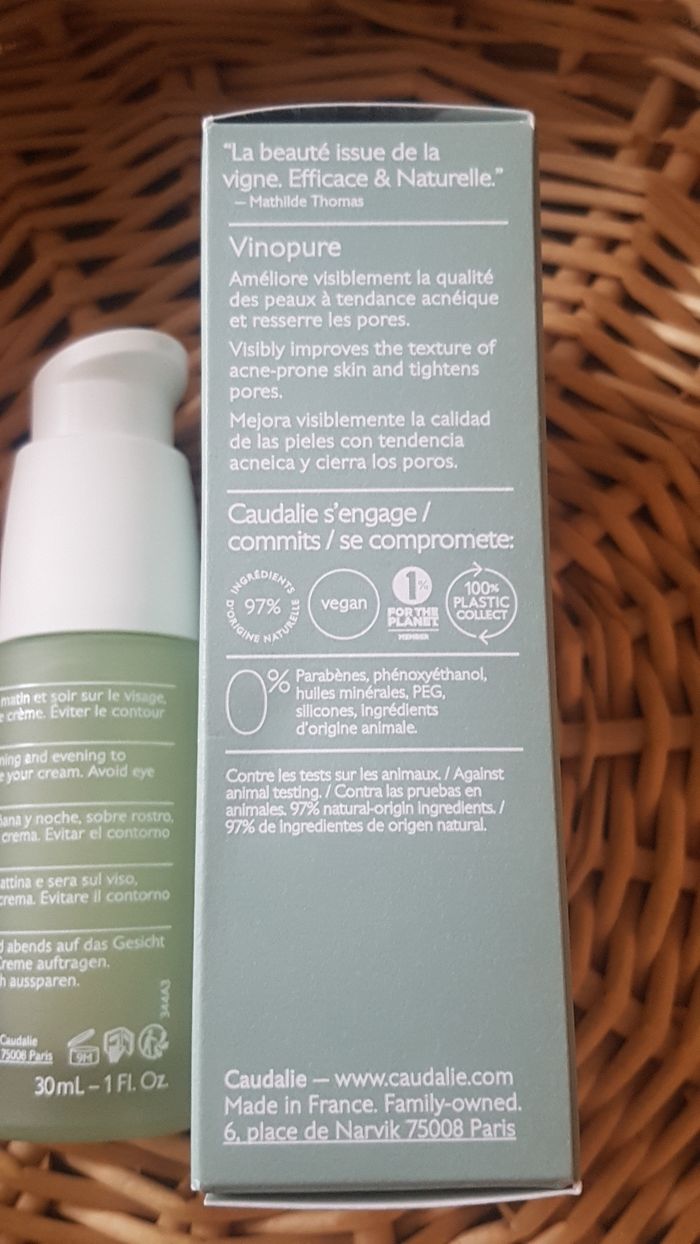 "La beauté issue de la
vigne. Efficace & Naturelle."
— Mathilde Thomas
Vinopure
Améliore visiblement la qualité
des peaux à tendance acnéique
et resserre les pores.
Visibly improves the texture of
acne-prone skin and tightens
pores.
Mejora visiblemente la calidad
de las pieles con tendencia
acneica y cierra los poros.
Caudalie s'engage /
commits / se compromete:
INGRÉDIENTS
97%
D'ORIGINE NATURELLE
vegan
1%
FOR THE
PLANET
MEMBER
100%
PLASTIC
COLLECT
0%
Parabènes, phénoxyéthanol,
huiles minérales, PEG,
silicones, ingrédients
d'origine animale.
Contre les tests sur les animaux. / Against
animal testing. / Contra las pruebas en
animales. 97% natural-origin ingredients. /
97% de ingredientes de origen natural.
Caudalie — www.caudalie.com
Made in France. Family-owned.
6, place de Narvik 75008 Paris
matin et soir sur le visage,
crème. Éviter le contour
and evening to
your cream. Avoid eye
y noche, sobre rostro,
crema. Evitar el contorno
e sera sul viso,
crema. Evitare il contorno
abends auf das Gesicht
auftragen.
aussparen.
344A3
Caudalie
75008 Paris
9M
30mL – 1 Fl. Oz.